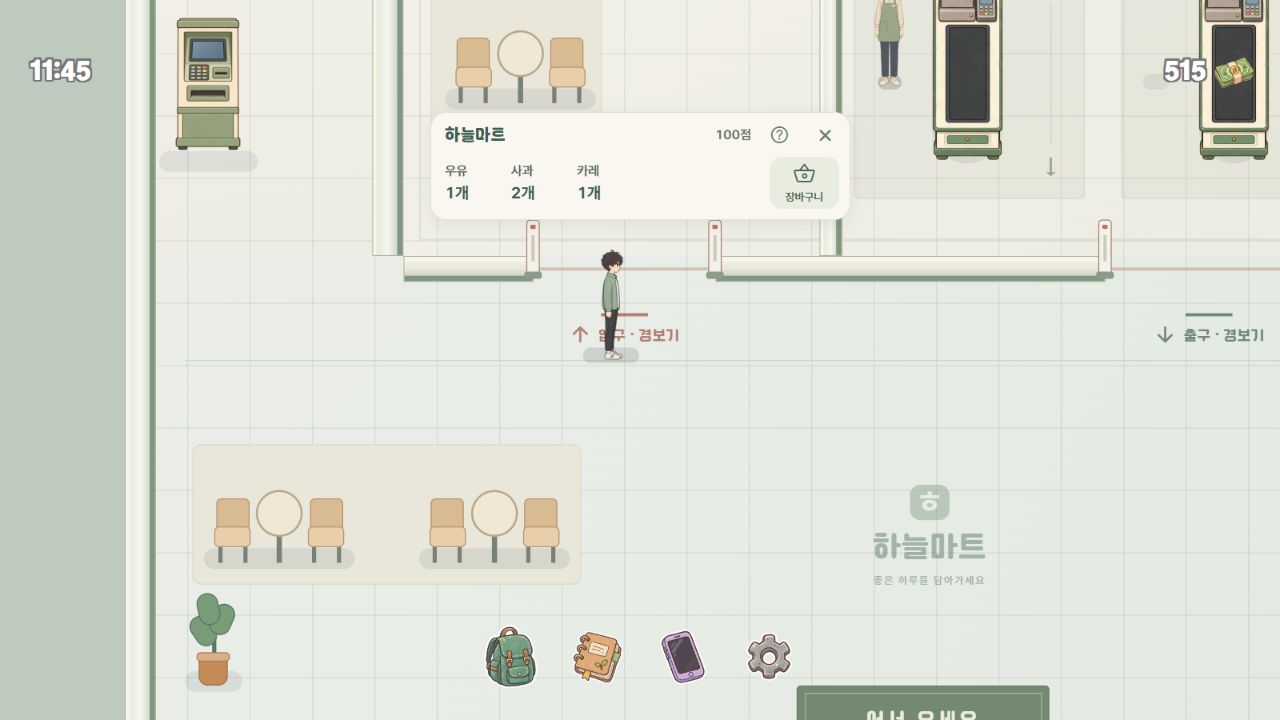 11:45
515
하늘마트
100점
?
우유
사과
카레
1개
2개
1개
장바구니
입구 · 경보기
출구 · 경보기
ㅎ
하늘마트
좋은 하루를 담아가세요